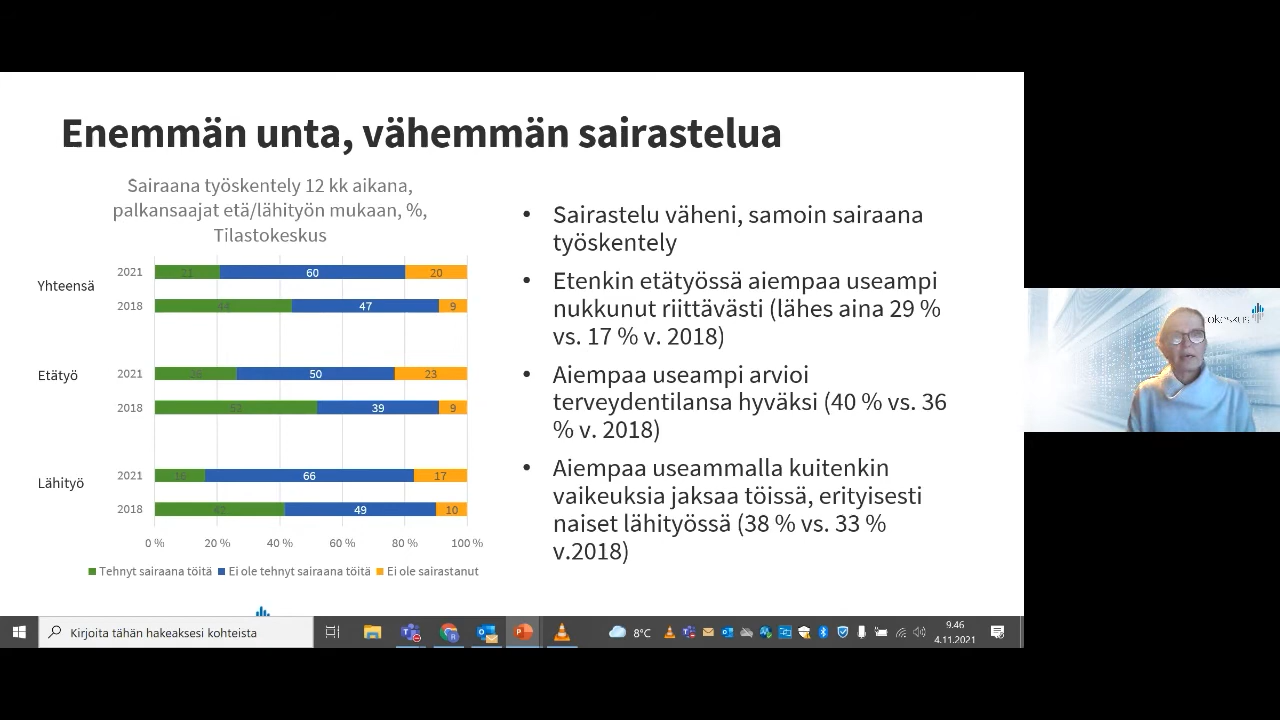 Enemmän unta, vähemmän sairastelua
Sairaana työskentely 12 kk aikana,
palkansaajat etä/lähityön mukaan, %,
Tilastokeskus
Yhteensä
2021
21
60
20
2018
44
47
9
Etätyö
2021
26
50
23
2018
53
39
9
Lähityö
2021
16
66
17
2018
42
49
10
0 %
20 %
40 %
60 %
80 %
100 %
Tehnyt sairaana töitä
Ei ole tehnyt sairaana töitä
Ei ole sairastanut
• Sairastelu väheni, samoin sairaana
työskentely
• Etenkin etätyössä aiempaa useampi
nukkunut riittävästi (lähes aina 29 %
vs. 17 % v. 2018)
• Aiempaa useampi arvioi
terveydentilansa hyväksi (40 % vs. 36
% v. 2018)
• Aiempaa useammalla kuitenkin
vaikeuksia jaksaa töissä, erityisesti
naiset lähityössä (38 % vs. 33 %
v.2018)
okeskus
Kirjoita tähän hakeaksesi kohteista
8°C
9.46
4.11.2021